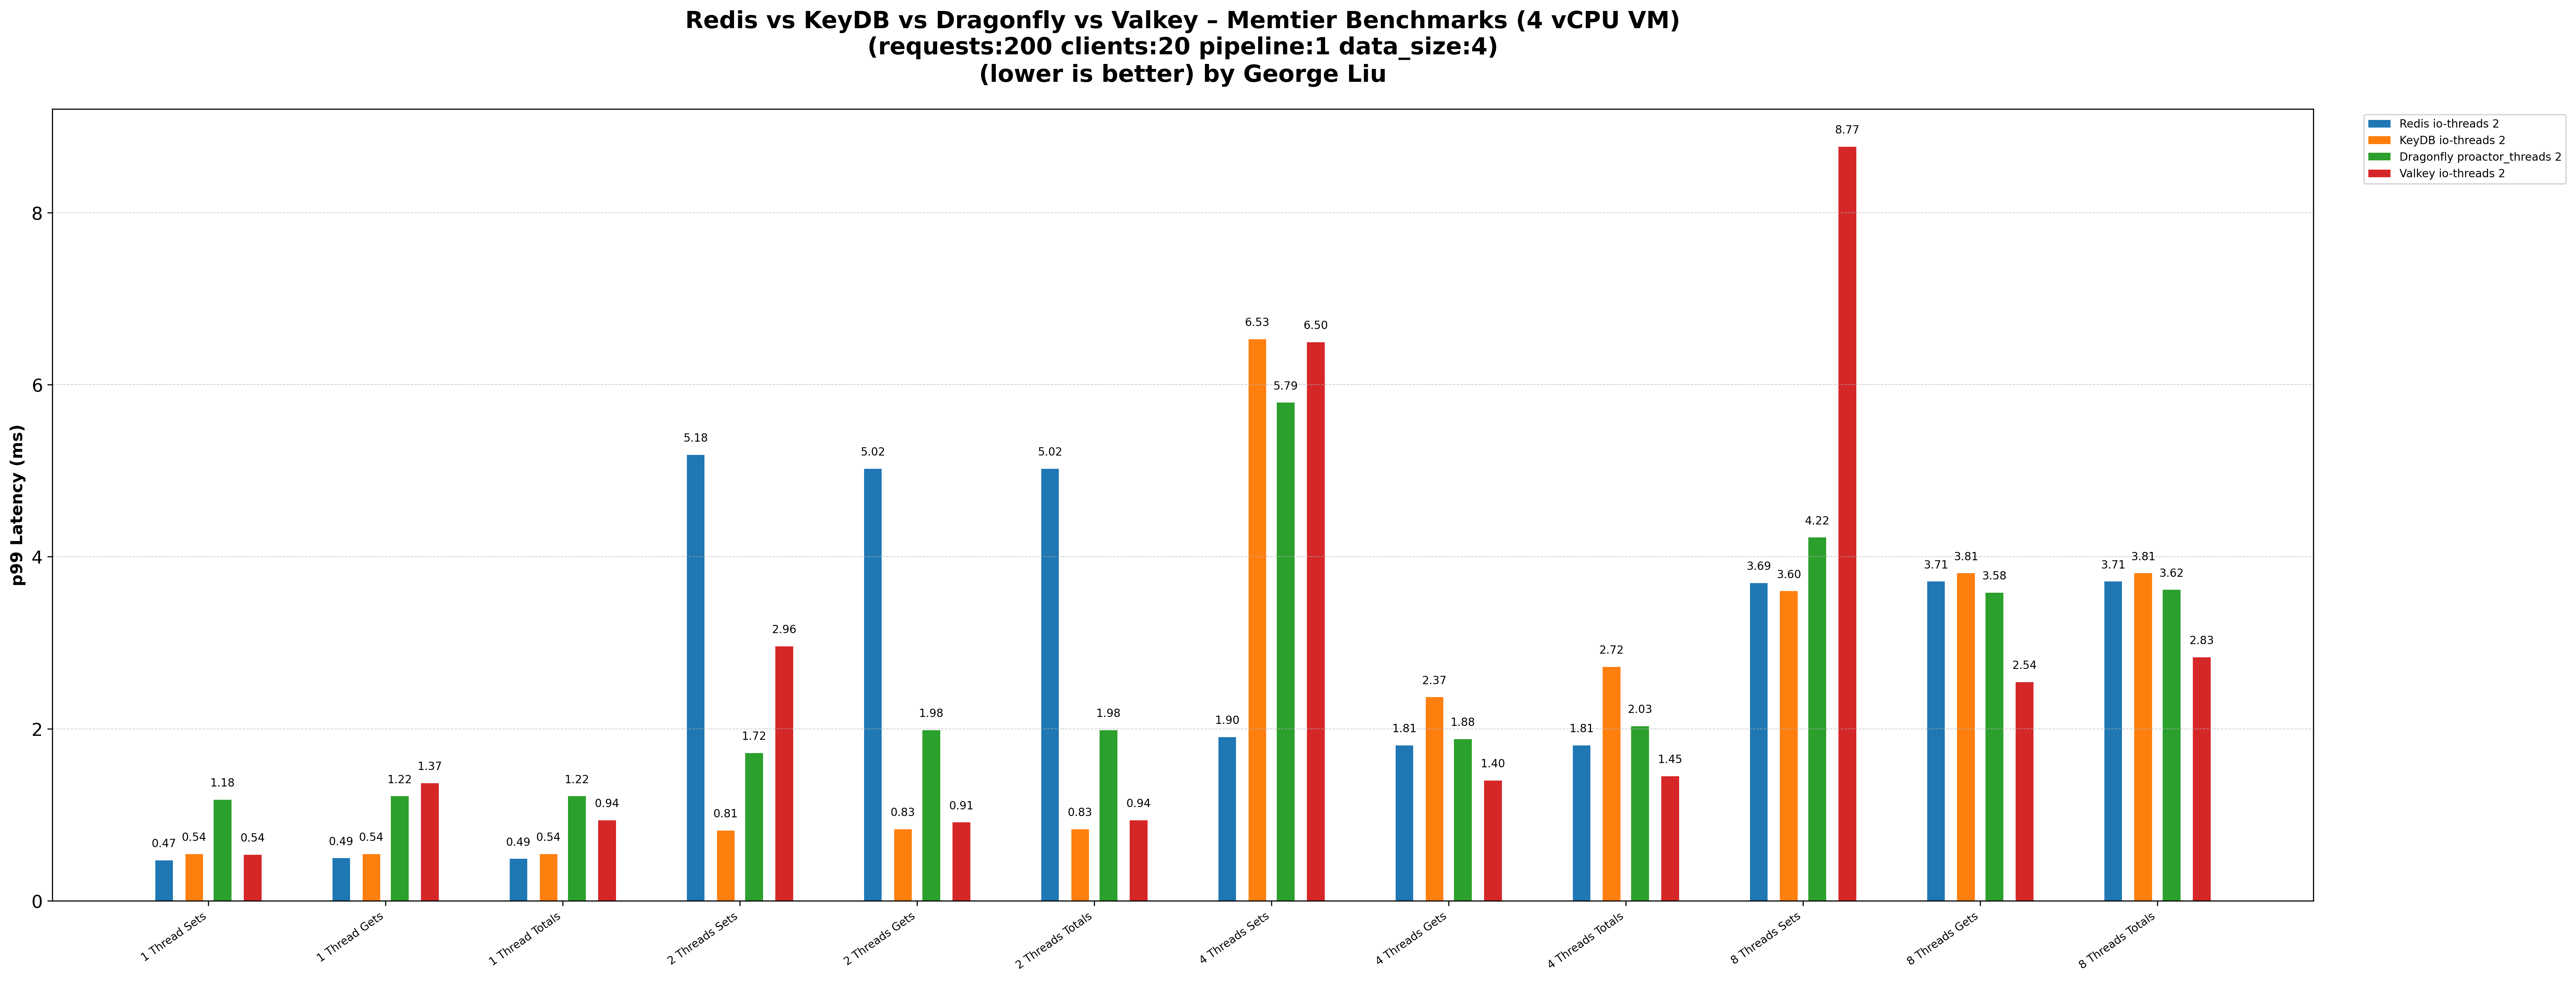 Redis vs KeyDB vs Dragonfly vs Valkey – Memtier Benchmarks (4 vCPU VM)
(requests:200 clients:20 pipeline:1 data_size:4)
(lower is better) by George Liu
Redis io-threads 2
KeyDB io-threads 2
Dragonfly proactor_threads 2
Valkey io-threads 2
p99 Latency (ms)
8
6
4
2
0
0.47 0.54 1.18 0.54
0.49 0.54 1.22 1.37
0.49 0.54 1.22 0.94
5.18 0.81 1.72 2.96
5.02 0.83 1.98 0.91
5.02 0.83 1.98 0.94
1.90 6.53 5.79 6.50
1.81 2.37 1.88 1.40
1.81 2.72 2.03 1.45
3.69 3.60 4.22 8.77
3.71 3.81 3.58 2.54
3.71 3.81 3.62 2.83
1 Thread Sets
1 Thread Gets
1 Thread Totals
2 Threads Sets
2 Threads Gets
2 Threads Totals
4 Threads Sets
4 Threads Gets
4 Threads Totals
8 Threads Sets
8 Threads Gets
8 Threads Totals